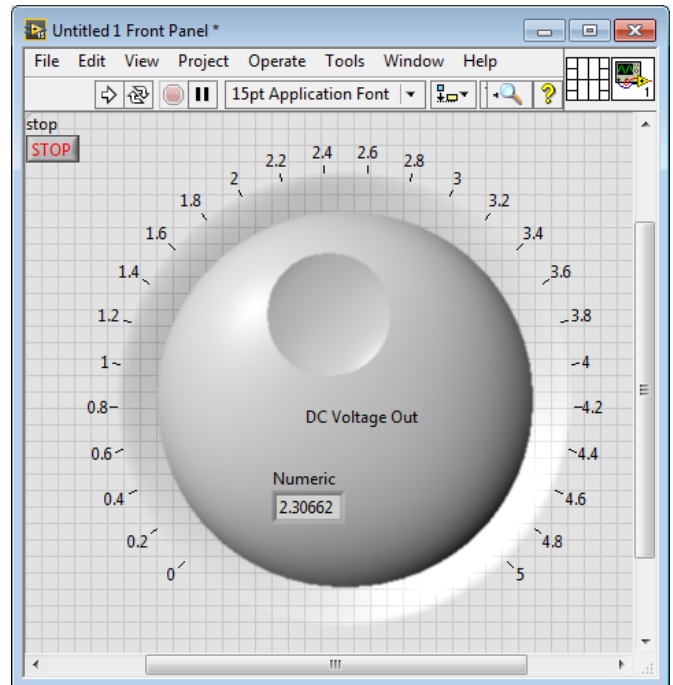 Untitled 1 Front Panel *
File Edit View Project Operate Tools Window Help
15pt Application Font
?
1
stop
STOP
2.2 2.4 2.6 2.8
2 3
1.8 3.2
1.6 3.4
1.4 3.6
1.2 3.8
1 4
0.8 4.2
DC Voltage Out
0.6 4.4
Numeric
0.4 2.30662 4.6
0.2 4.8
0 5